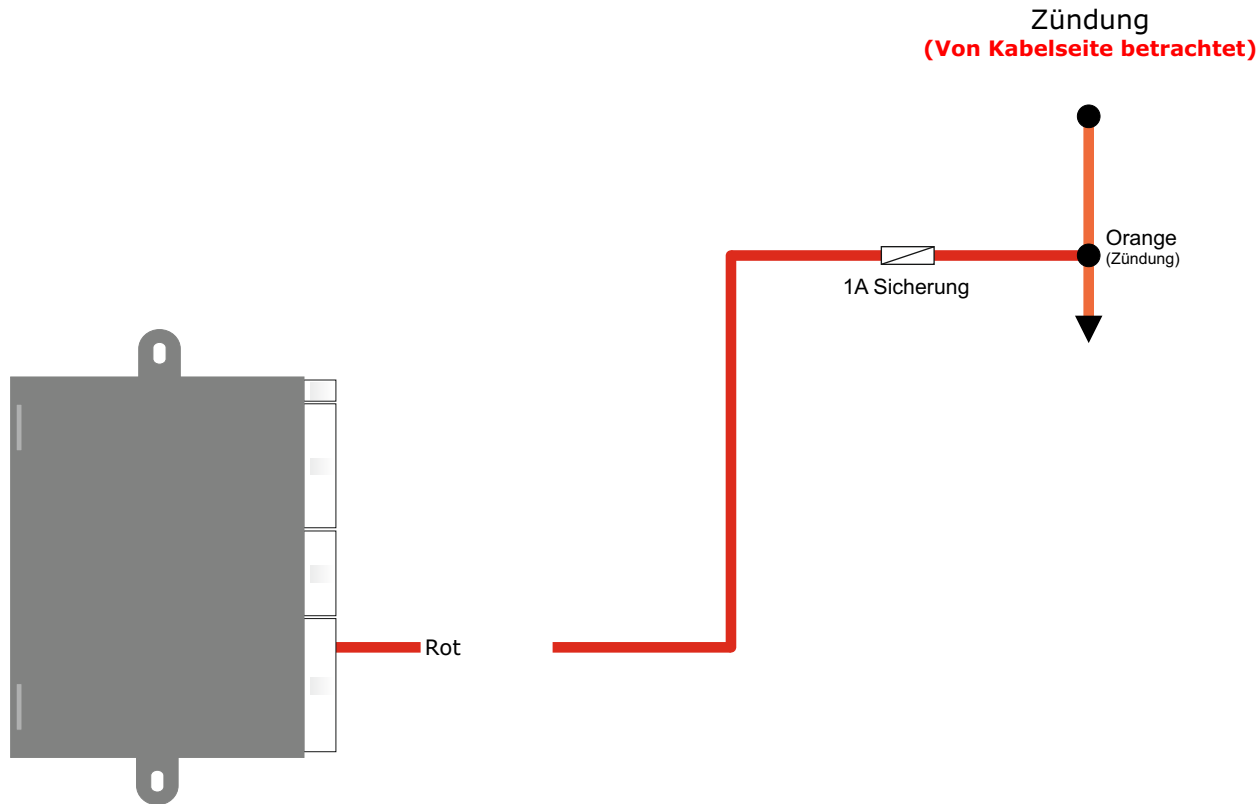 Zündung
(Von Kabelseite betrachtet)
Orange
(Zündung)
1A Sicherung
Rot